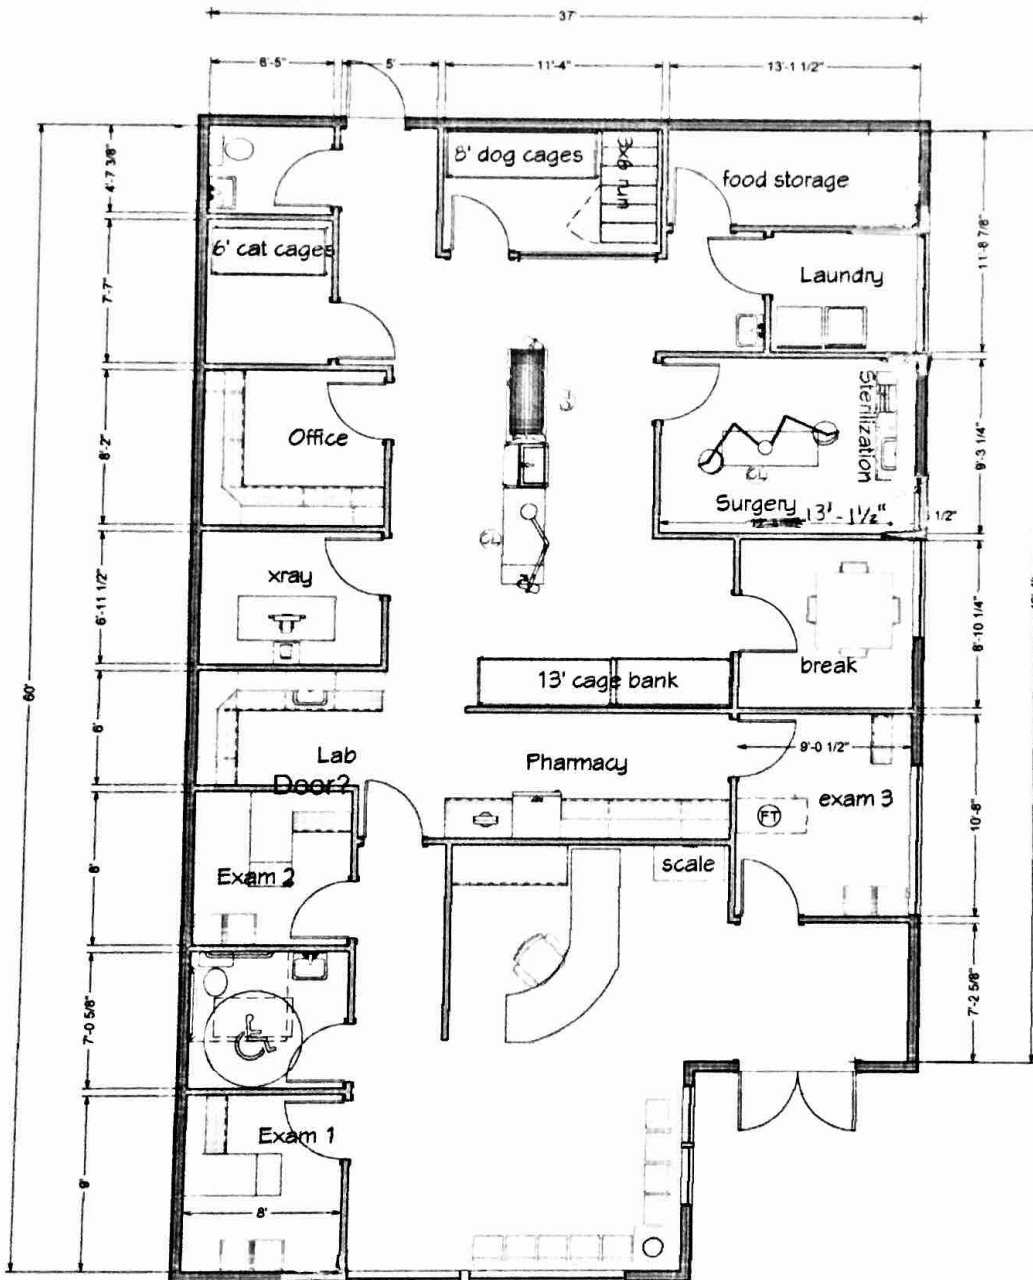 37'
6'-5"
5'
11'-4"
13'-1 1/2"
8' dog cages
3x6 run
food storage
4'-7 3/8"
6' cat cages
7'-7"
Laundry
11'-8 7/8"
Office
8'-2"
Sterilization
Surgery
13'-1½"
1/2"
9'-3 1/4"
xray
6'-11 1/2"
break
8'-10 1/4"
13' cage bank
60'
6'
Lab
Door?
Pharmacy
9'-0 1/2"
exam 3
FT
10'-8"
scale
Exam 2
8'
7'-0 5/8"
7'-2 5/8"
Exam 1
9'
8'